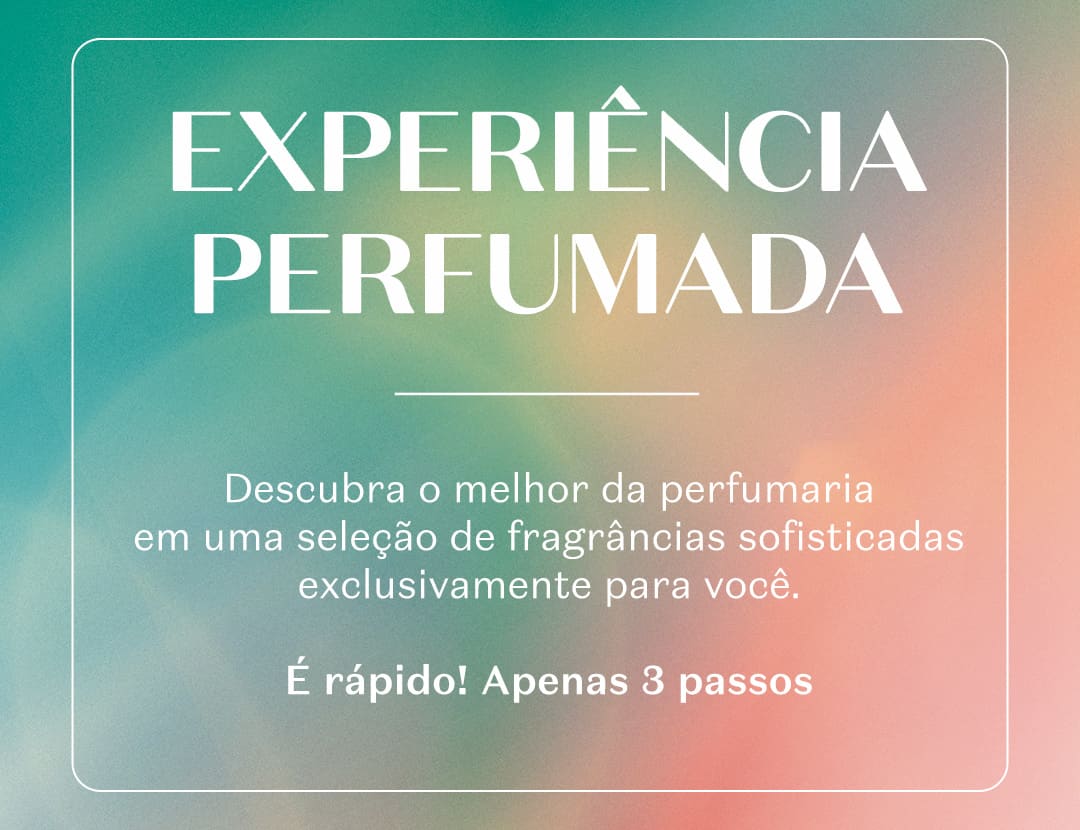 EXPERIÊNCIA
PERFUMADA
Descubra o melhor da perfumaria
em uma seleção de fragrâncias sofisticadas
exclusivamente para você.
É rápido! Apenas 3 passos